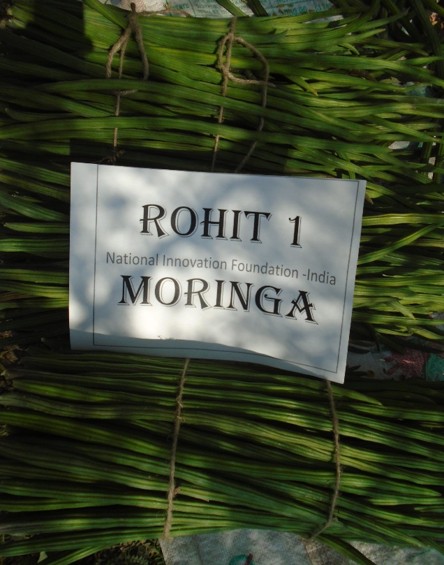 ROHIT 1
National Innovation Foundation -India
MORINGA